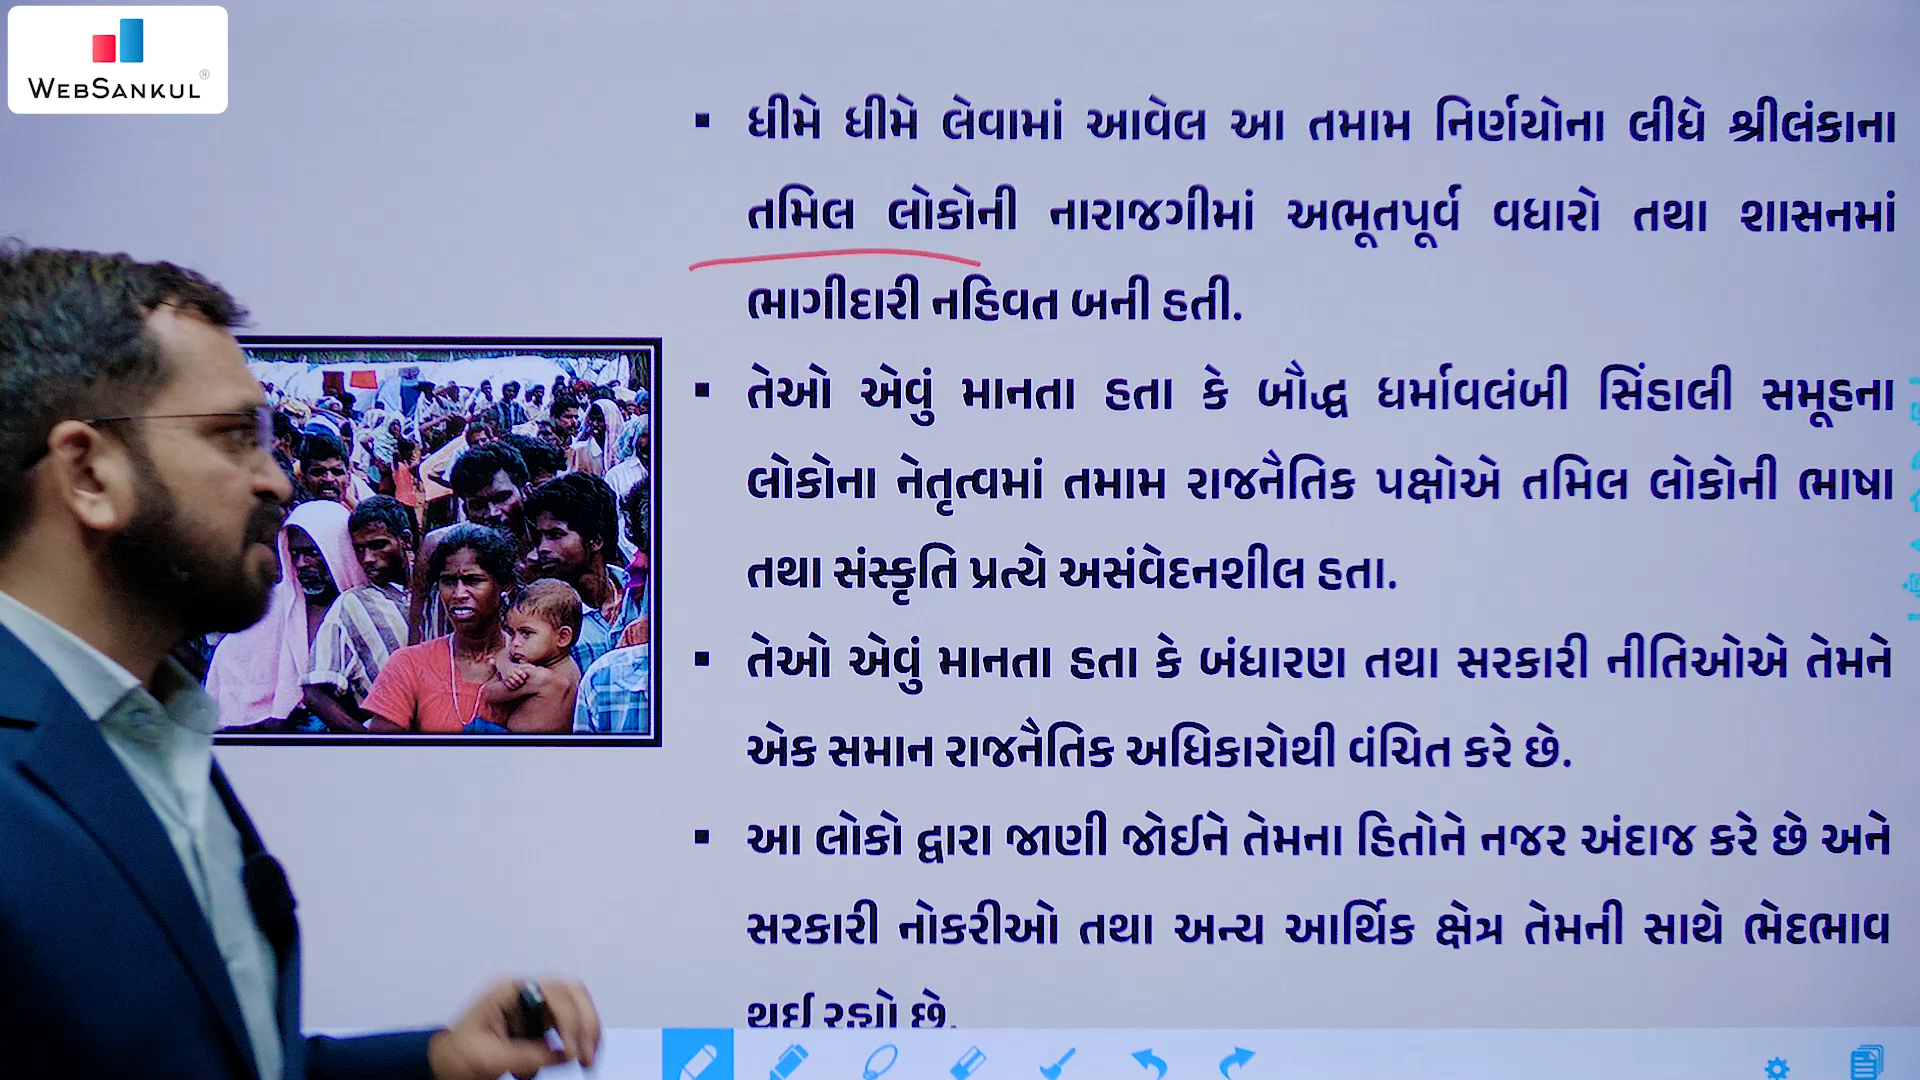 WEBSANKUL®
ધીમે ધીમે લેવામાં આવેલ આ તમામ નિર્ણયોના લીધે શ્રીલંકાના
તમિલ લોકોની નારાજગીમાં અભૂતપૂર્વ વધારો તથા શાસનમાં
ભાગીદારી નહિવત બની હતી.
તેઓ એવું માનતા હતા કે બૌદ્ધ ધર્માવલંબી સિંહાલી સમૂહના
લોકોના નેતૃત્વમાં તમામ રાજનૈતિક પક્ષોએ તમિલ લોકોની ભાષા
તથા સંસ્કૃતિ પ્રત્યે અસંવેદનશીલ હતા.
તેઓ એવું માનતા હતા કે બંધારણ તથા સરકારી નીતિઓએ તેમને
એક સમાન રાજનૈતિક અધિકારોથી વંચિત કરે છે.
આ લોકો દ્વારા જાણી જોઈને તેમના હિતોને નજર અંદાજ કરે છે અને
સરકારી નોકરીઓ તથા અન્ય આર્થિક ક્ષેત્ર તેમની સાથે ભેદભાવ
થઈ રહ્યો છે.